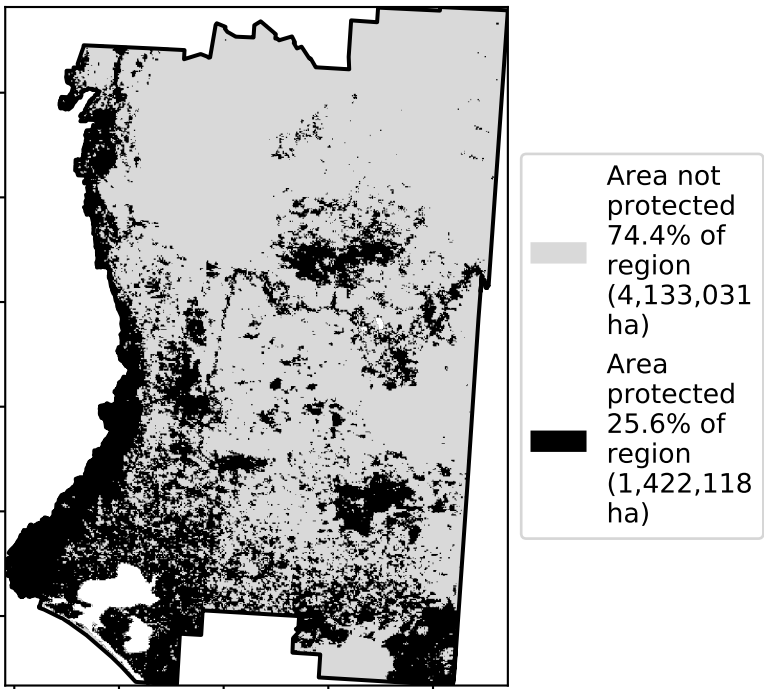 Area not
protected
74.4% of
region
(4,133,031
ha)
Area
protected
25.6% of
region
(1,422,118
ha)